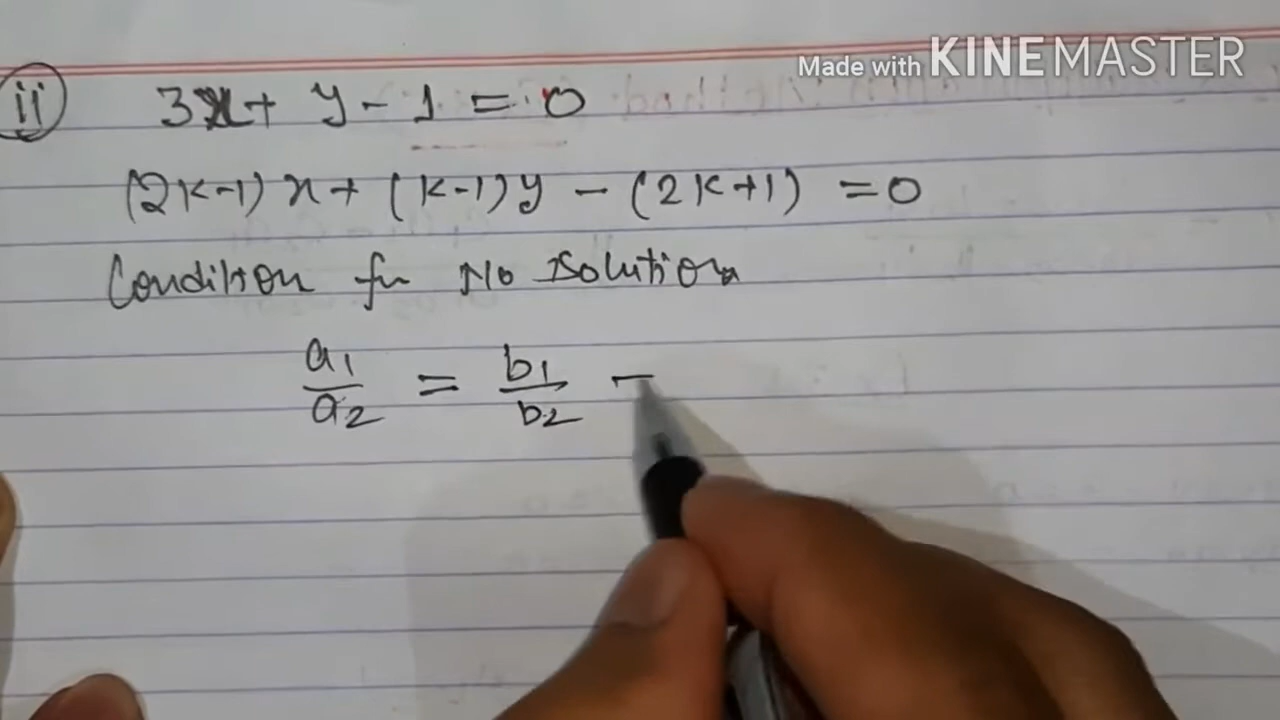 Made with KINEMASTER
ii 3x + y - 1 = 0
(2k-1)x + (k-1)y - (2k+1) = 0
Condition for No Solution
a1/a2 = b1/b2